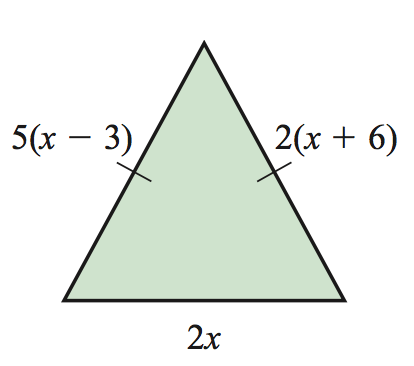 5(x − 3)
2(x + 6)
2x